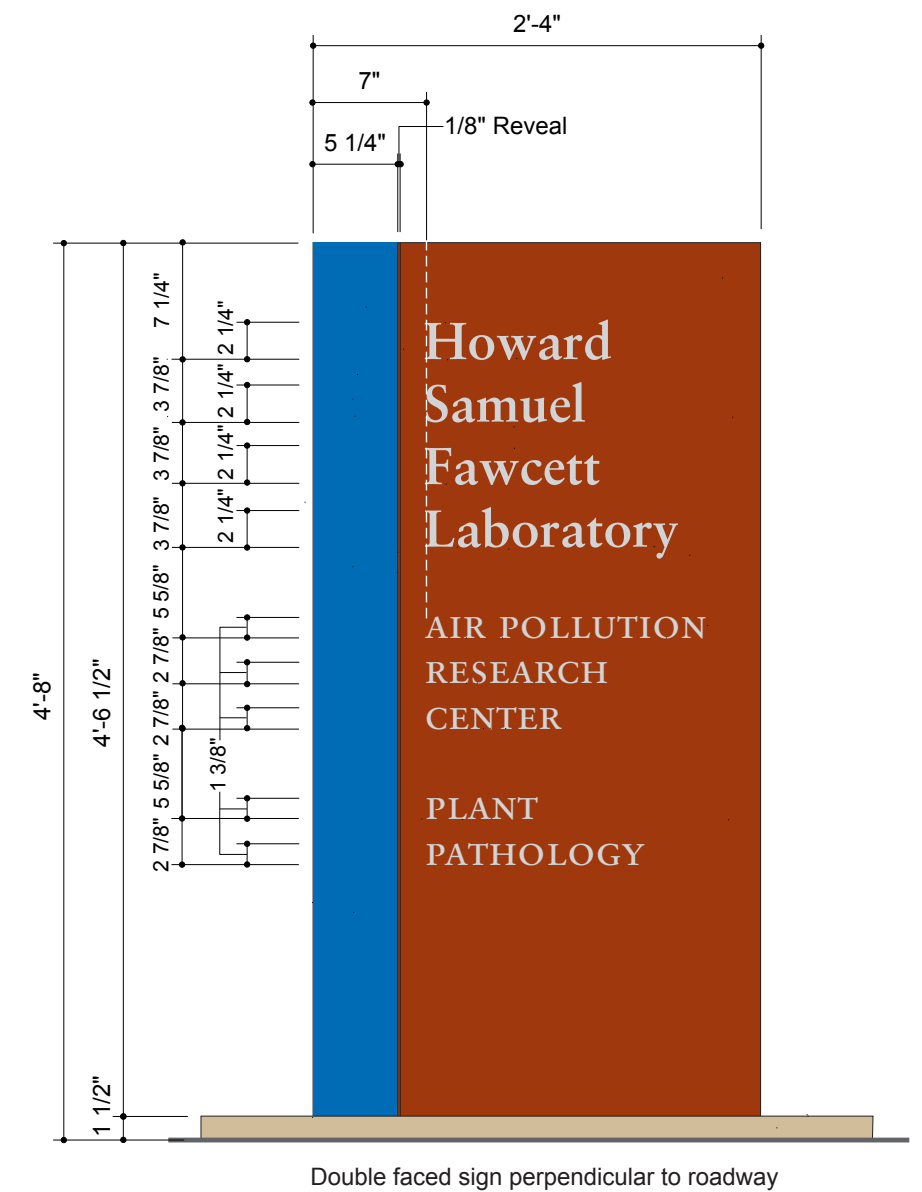 2'-4"
7"
1/8" Reveal
5 1/4"
7 1/4"
2 1/4"
3 7/8"
2 1/4"
3 7/8"
2 1/4"
3 7/8"
2 1/4"
5 5/8"
2 7/8"
2 7/8"
5 5/8"
2 7/8"
1 3/8"
4'-8"
4'-6 1/2"
1 1/2"
Howard
Samuel
Fawcett
Laboratory
AIR POLLUTION
RESEARCH
CENTER
PLANT
PATHOLOGY
Double faced sign perpendicular to roadway